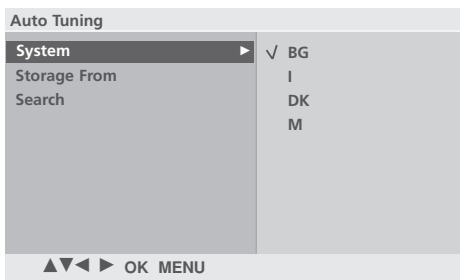 Auto Tuning
System ► √ BG
Storage From I
Search DK
M
▲▼◄ ► OK MENU